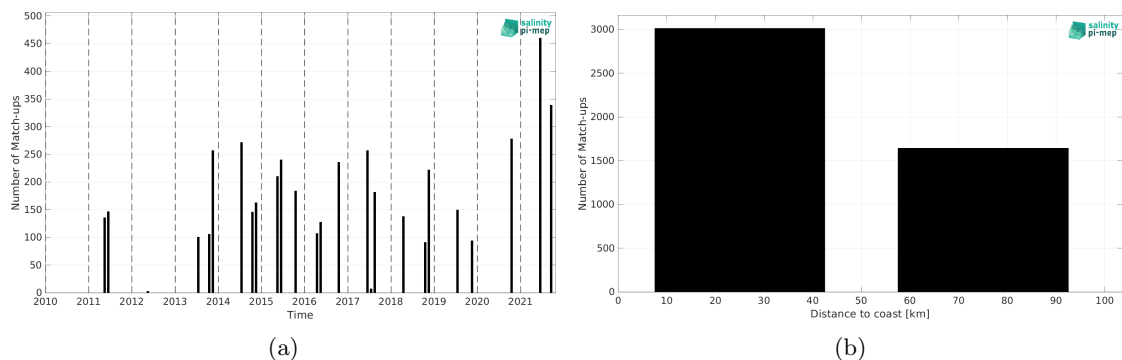 500
450
400
350
300
250
200
150
100
50
0
Number of Match-ups
2010 2011 2012 2013 2014 2015 2016 2017 2018 2019 2020 2021
Time
salinity
pi-mep
(a)
3000
2500
2000
1500
1000
500
0
Number of Match-ups
0 10 20 30 40 50 60 70 80 90 100
Distance to coast [km]
salinity
pi-mep
(b)